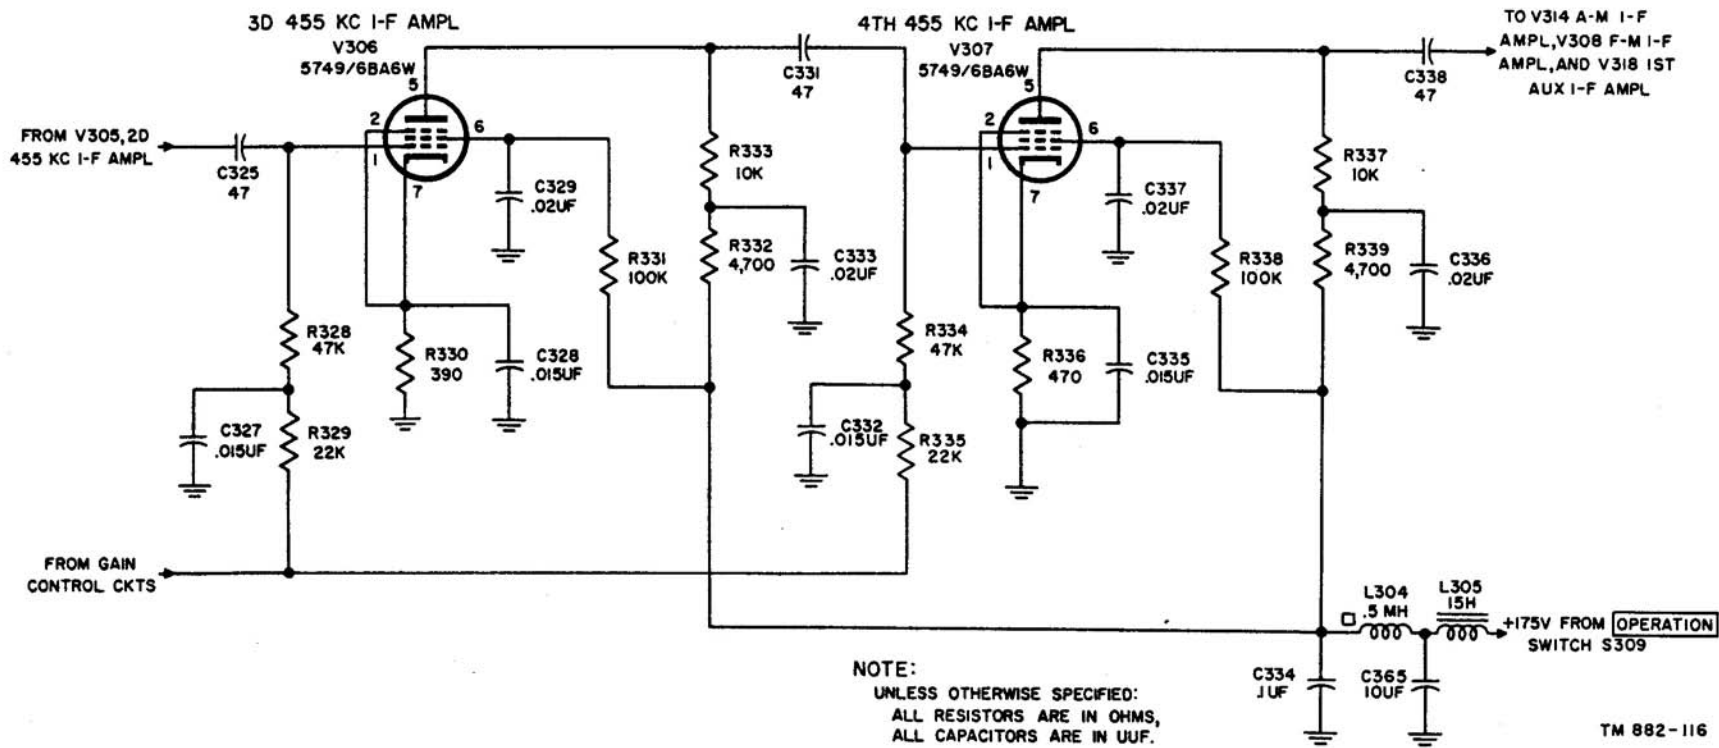 3D 455 KC I-F AMPL
V306
5749/6BA6W
4TH 455 KC I-F AMPL
V307
5749/6BA6W
TO V314 A-M I-F
AMPL, V308 F-M I-F
AMPL, AND V318 IST
AUX I-F AMPL
C331
47
C338
47
5
2
6
1
7
5
2
6
1
7
FROM V305, 2D
455 KC I-F AMPL
C325
47
C329
.02UF
R333
10K
C337
.02UF
R337
10K
R331
100K
R332
4,700
C333
.02UF
R338
100K
R339
4,700
C336
.02UF
R328
47K
R330
390
C328
.015UF
R334
47K
R336
470
C335
.015UF
C327
.015UF
R329
22K
C332
.015UF
R335
22K
FROM GAIN
CONTROL CKTS
L304
.5 MH
L305
15H
+175V FROM OPERATION
SWITCH S309
C334
.1UF
C365
10UF
NOTE:
UNLESS OTHERWISE SPECIFIED:
ALL RESISTORS ARE IN OHMS,
ALL CAPACITORS ARE IN UUF.
TM 882-116